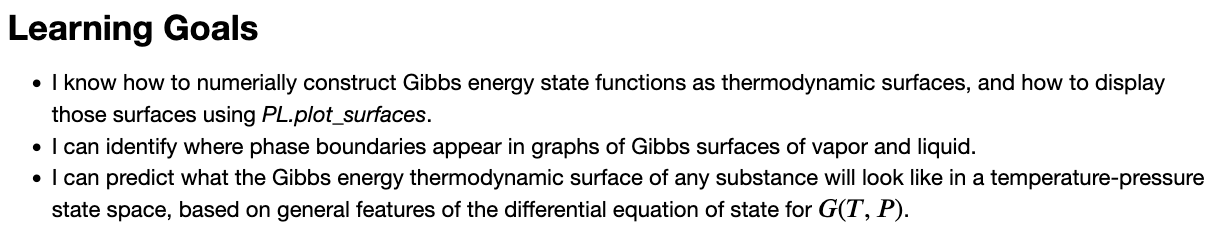 Learning Goals
• I know how to numerially construct Gibbs energy state functions as thermodynamic surfaces, and how to display
those surfaces using PL.plot_surfaces.
• I can identify where phase boundaries appear in graphs of Gibbs surfaces of vapor and liquid.
• I can predict what the Gibbs energy thermodynamic surface of any substance will look like in a temperature-pressure
state space, based on general features of the differential equation of state for G(T, P).